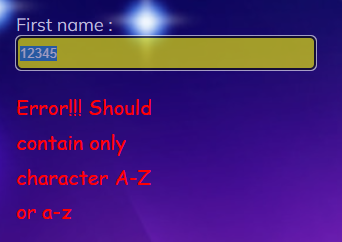 First name :
12345
Error!!! Should
contain only
character A-Z
or a-z